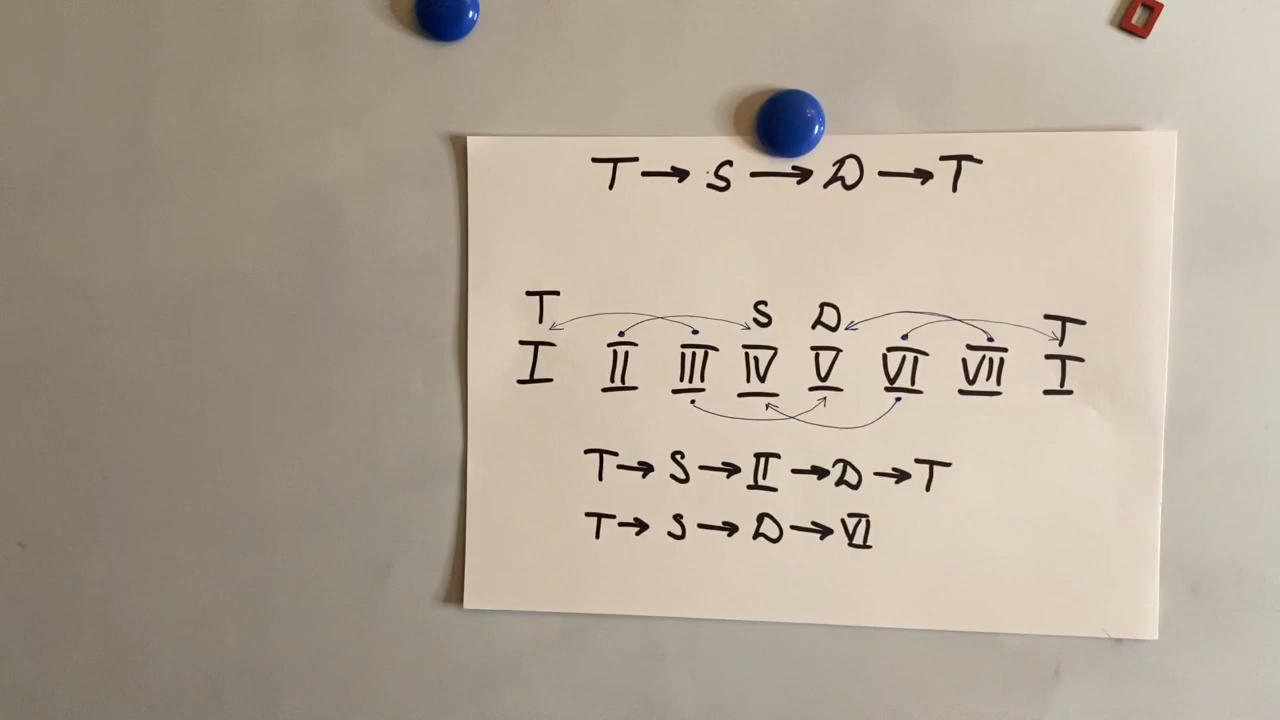 T→S→D→T
T S D T
I II III IV V VI VII I
T→S→II→D→T
T→S→D→VI